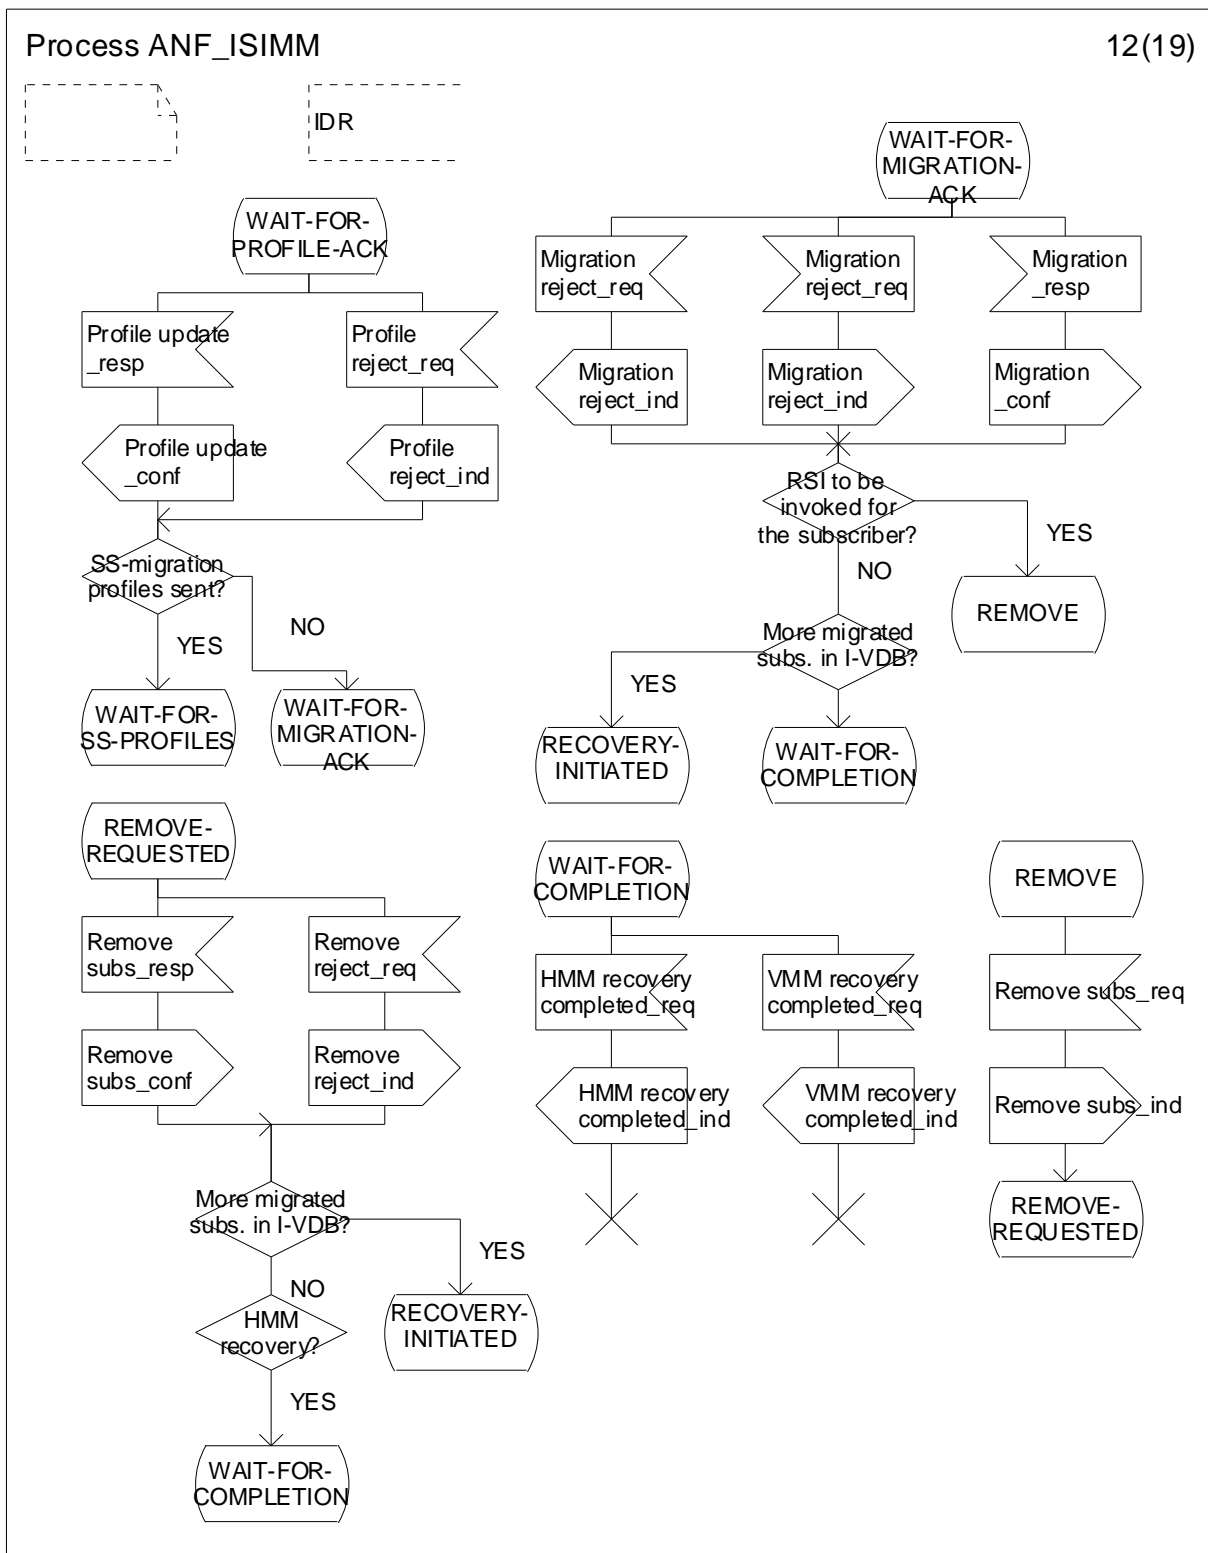 Process ANF_ISIMM
12(19)
IDR
WAIT-FOR-
PROFILE-ACK
Profile update
_resp
Profile
reject_req
Profile update
_conf
Profile
reject_ind
SS-migration
profiles sent?
YES
NO
WAIT-FOR-
SS-PROFILES
WAIT-FOR-
MIGRATION-
ACK
WAIT-FOR-
MIGRATION-
ACK
Migration
reject_req
Migration
reject_req
Migration
_resp
Migration
reject_ind
Migration
reject_ind
Migration
_conf
RSI to be
invoked for
the subscriber?
YES
NO
REMOVE
More migrated
subs. in I-VDB?
YES
RECOVERY-
INITIATED
WAIT-FOR-
COMPLETION
REMOVE-
REQUESTED
Remove
subs_resp
Remove
reject_req
Remove
subs_conf
Remove
reject_ind
More migrated
subs. in I-VDB?
YES
NO
HMM
recovery?
RECOVERY-
INITIATED
YES
WAIT-FOR-
COMPLETION
WAIT-FOR-
COMPLETION
HMM recovery
completed_req
VMM recovery
completed_req
HMM recovery
completed_ind
VMM recovery
completed_ind
REMOVE
Remove subs_req
Remove subs_ind
REMOVE-
REQUESTED